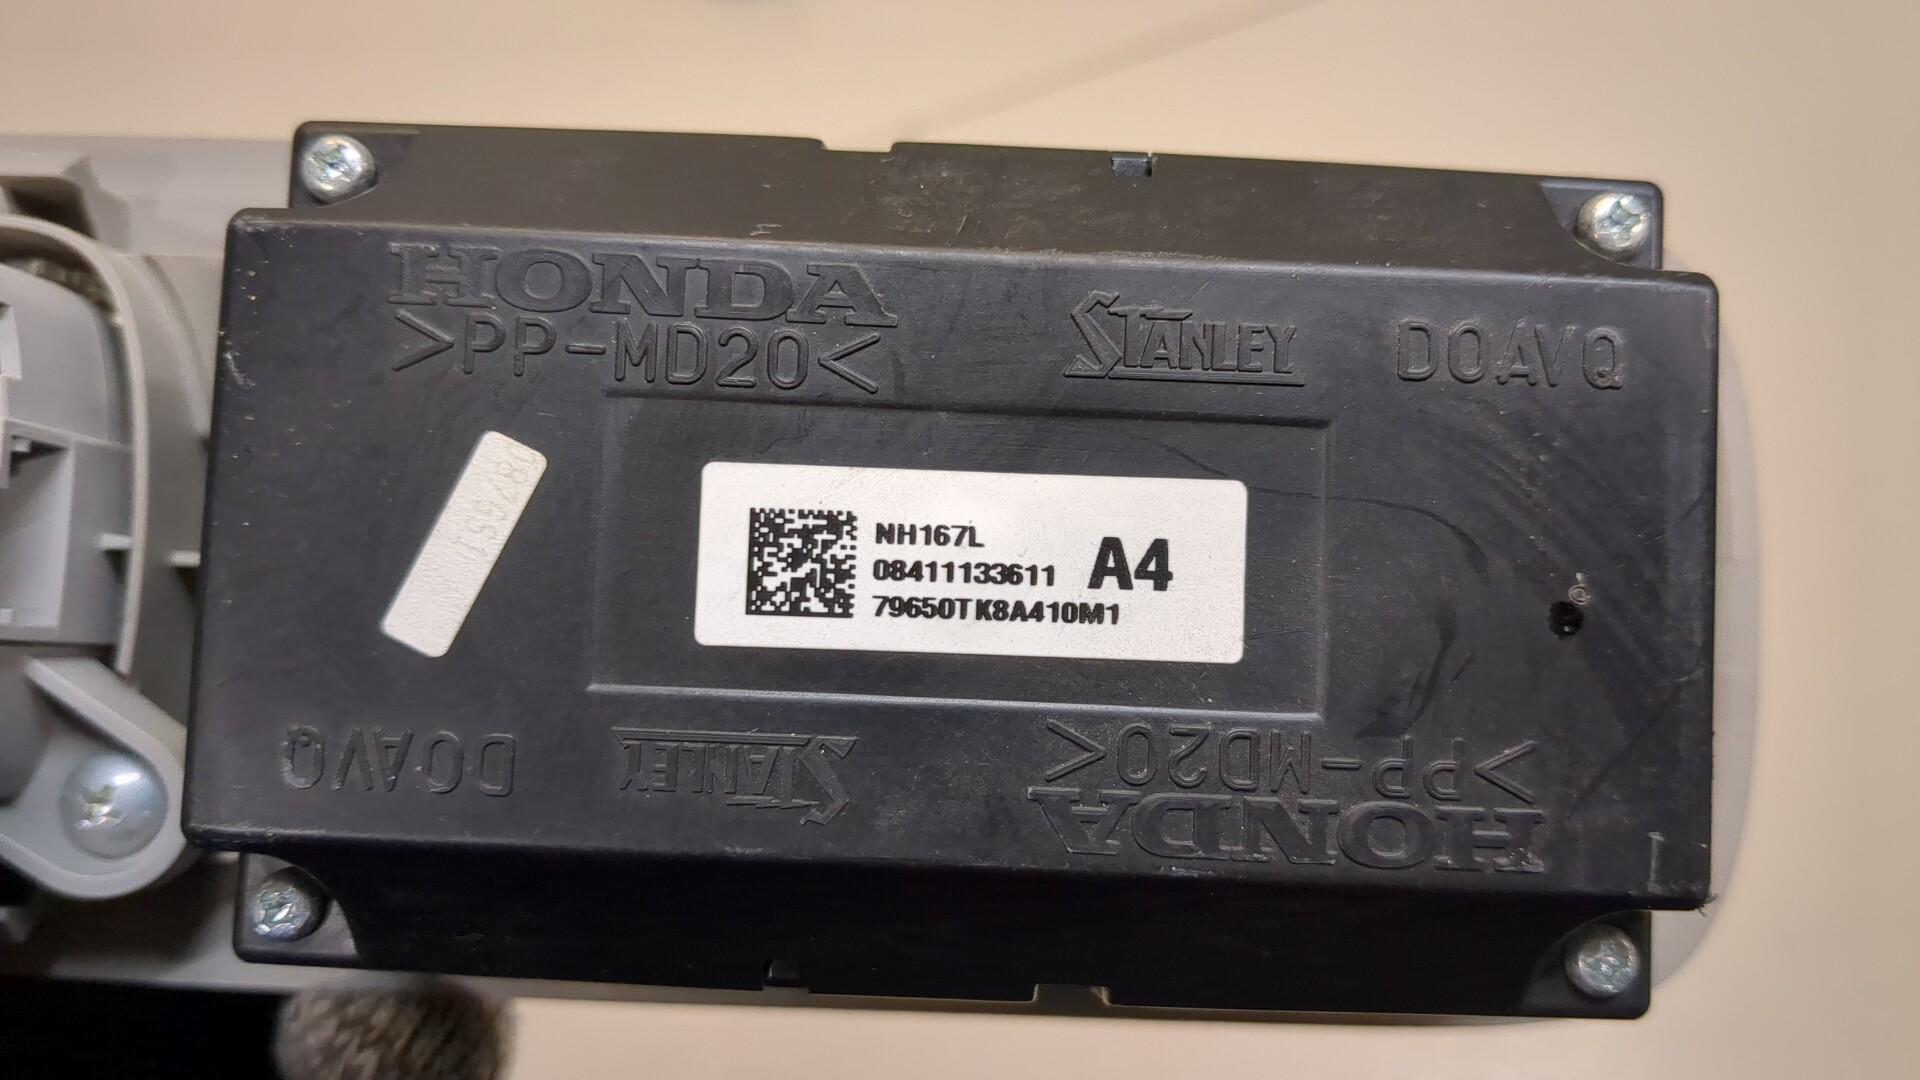 HONDA
>PP-MD20<
STANLEY
DOAVQ
NH167L
08411133611
A4
79650TK8A410M1
DOAVQ
STANLEY
>PP-MD20<
HONDA